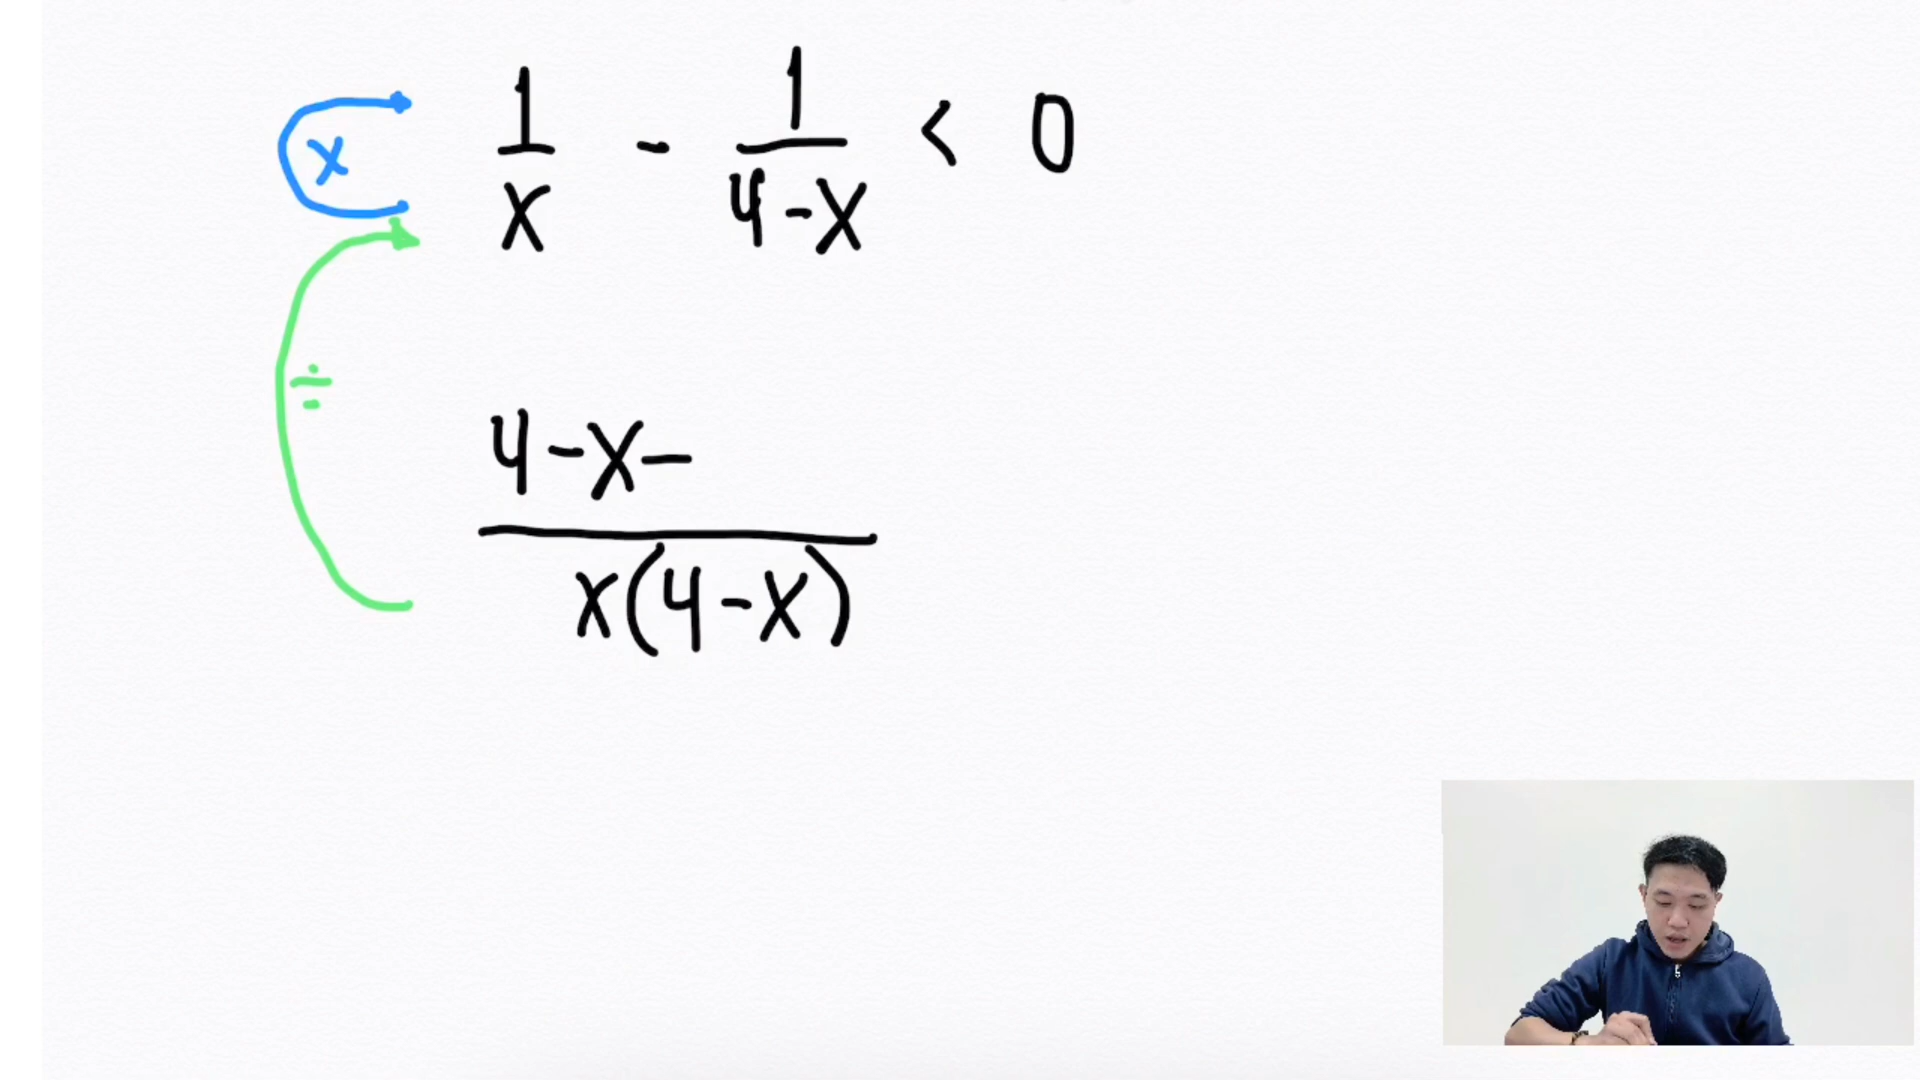 x
1/x - 1/(4-x) < 0
÷
4-x-
x(4-x)